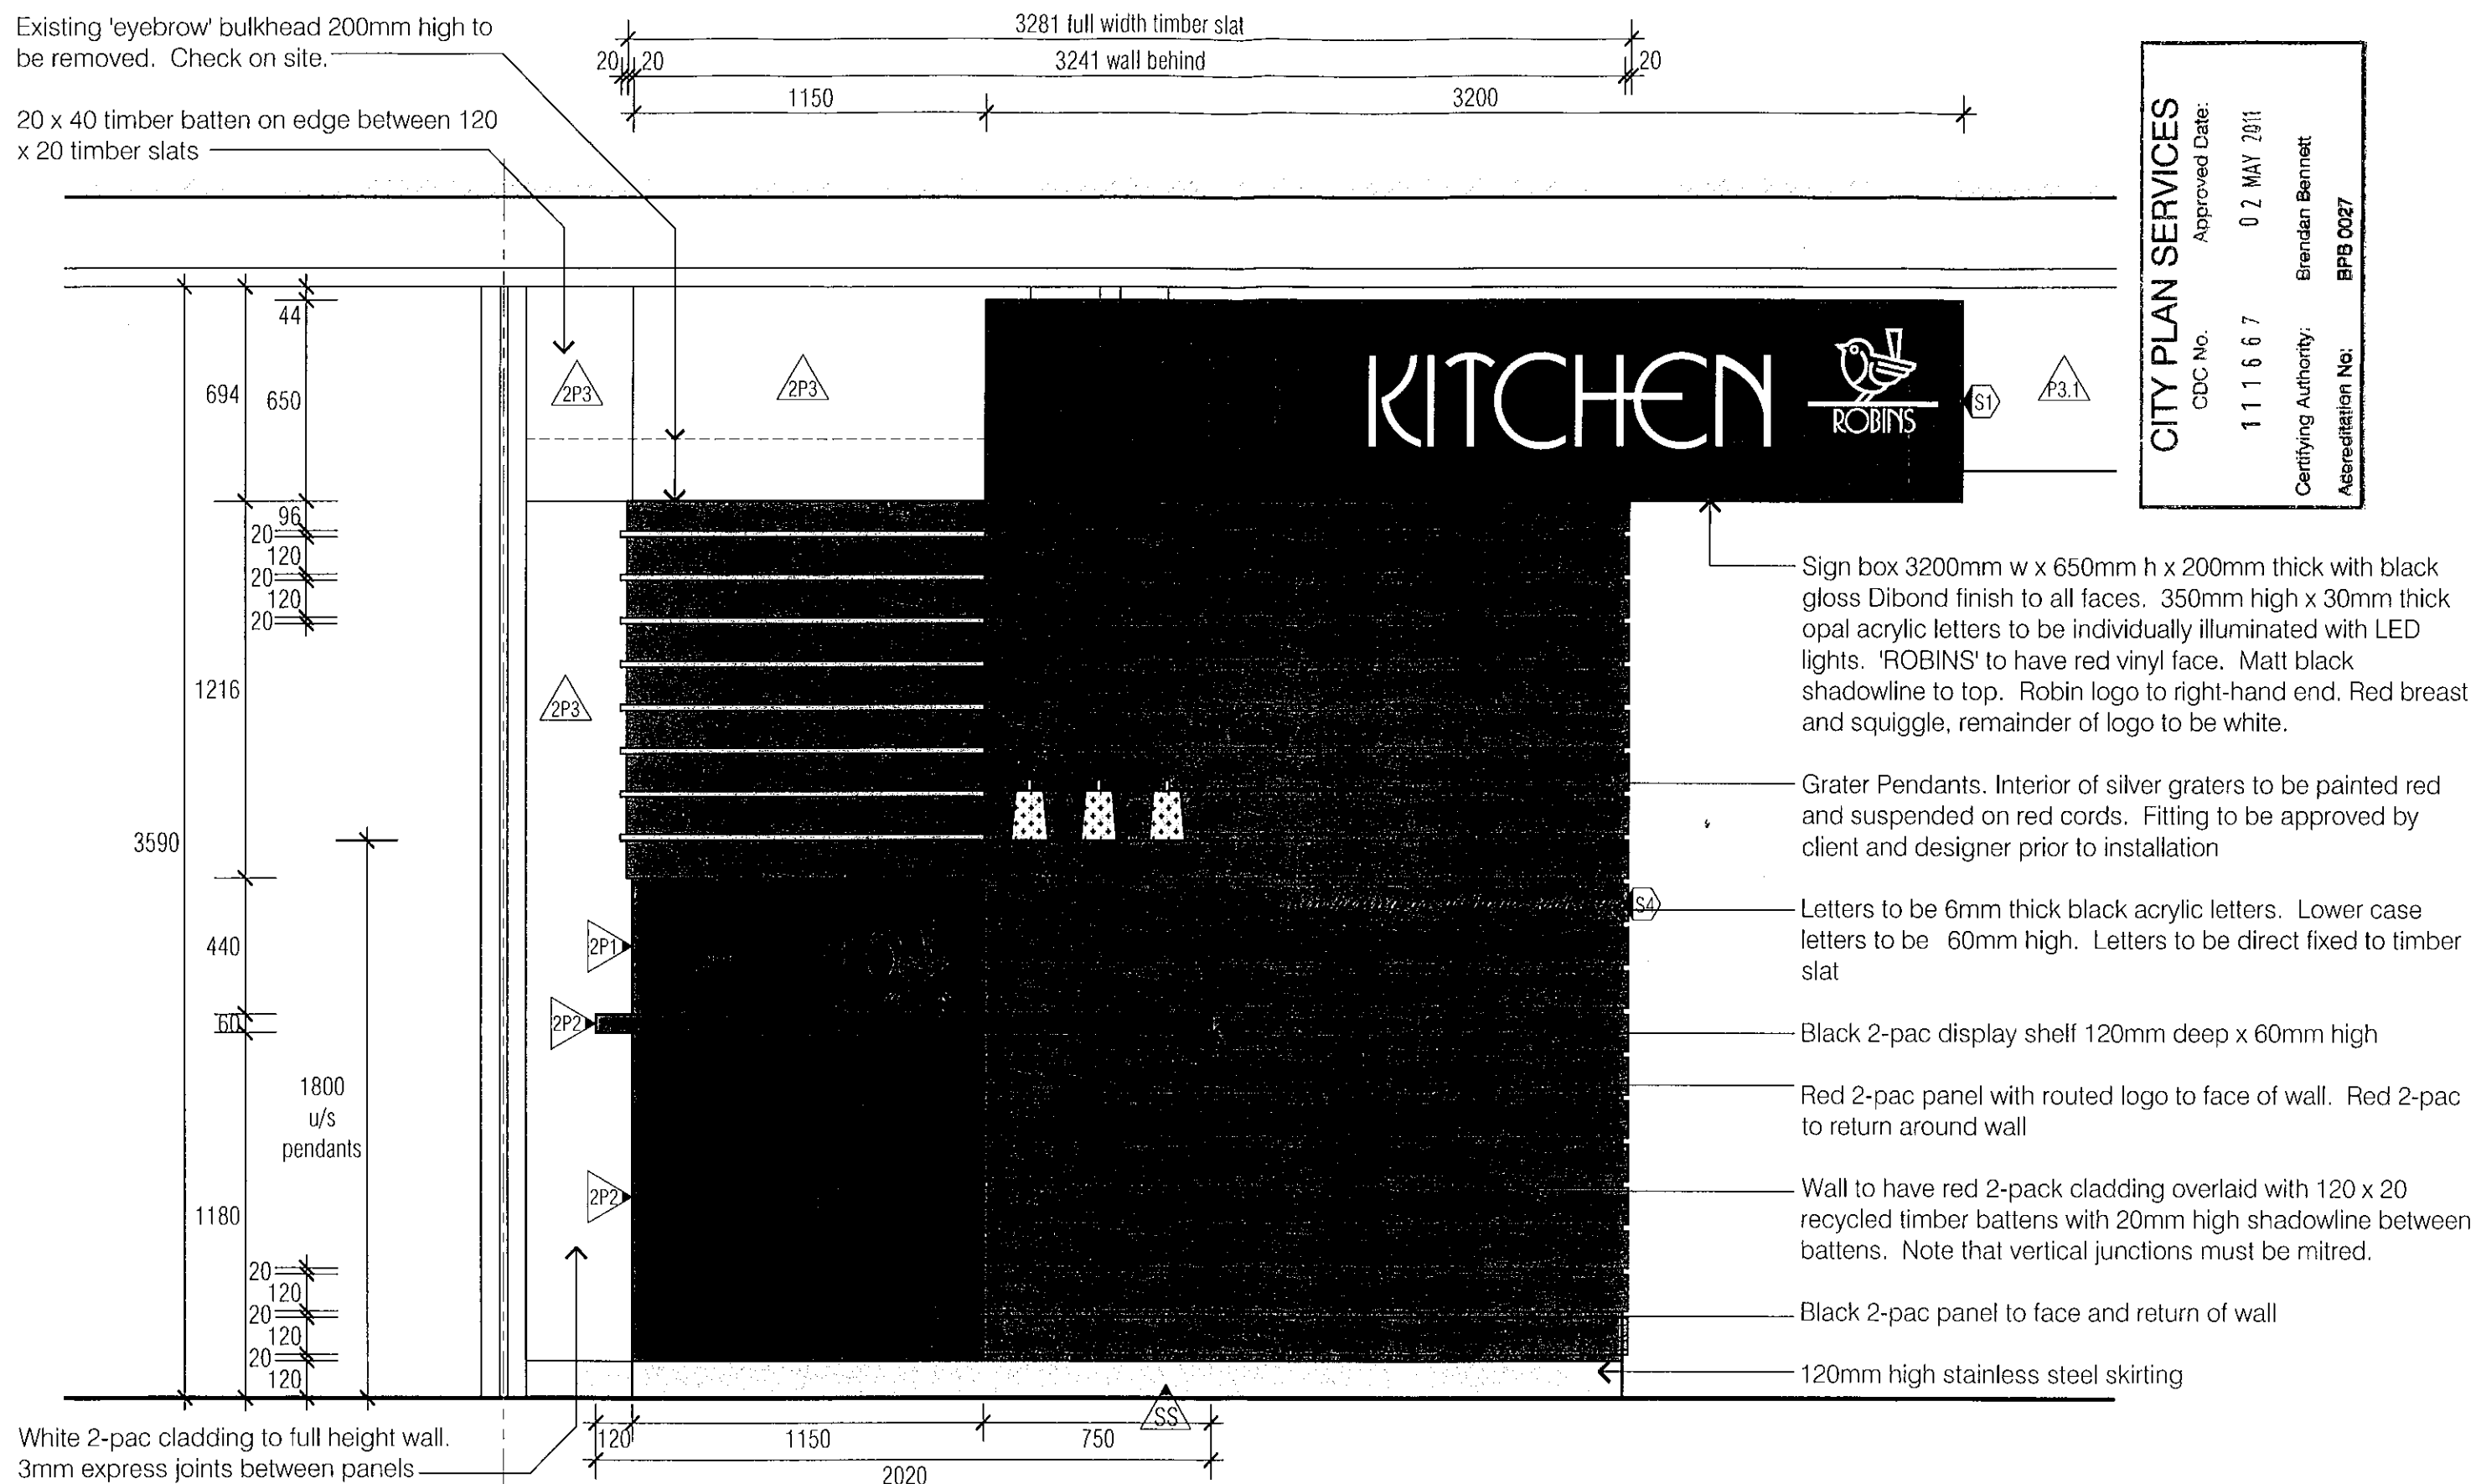 Existing 'eyebrow' bulkhead 200mm high to
be removed. Check on site.
20 x 40 timber batten on edge between 120
x 20 timber slats
3281 full width timber slat
20 20
3241 wall behind
20
1150
3200
CITY PLAN SERVICES
CDC No. Approved Date:
111667 02 MAY 2011
Certifying Authority: Brendan Bennett
Accreditation No: BPB 0027
44
694
650
2P3
2P3
KITCHEN
ROBINS
S1
P3.1
96
20
120
20
120
20
1216
2P3
3590
440
60
1800
u/s
pendants
1180
20
120
20
120
20
120
2P1
2P2
2P2
S4
Sign box 3200mm w x 650mm h x 200mm thick with black
gloss Dibond finish to all faces. 350mm high x 30mm thick
opal acrylic letters to be individually illuminated with LED
lights. 'ROBINS' to have red vinyl face. Matt black
shadowline to top. Robin logo to right-hand end. Red breast
and squiggle, remainder of logo to be white.
Grater Pendants. Interior of silver graters to be painted red
and suspended on red cords. Fitting to be approved by
client and designer prior to installation
Letters to be 6mm thick black acrylic letters. Lower case
letters to be 60mm high. Letters to be direct fixed to timber
slat
Black 2-pac display shelf 120mm deep x 60mm high
Red 2-pac panel with routed logo to face of wall. Red 2-pac
to return around wall
Wall to have red 2-pack cladding overlaid with 120 x 20
recycled timber battens with 20mm high shadowline between
battens. Note that vertical junctions must be mitred.
Black 2-pac panel to face and return of wall
120mm high stainless steel skirting
White 2-pac cladding to full height wall.
3mm express joints between panels
120
1150
750
SS
2020